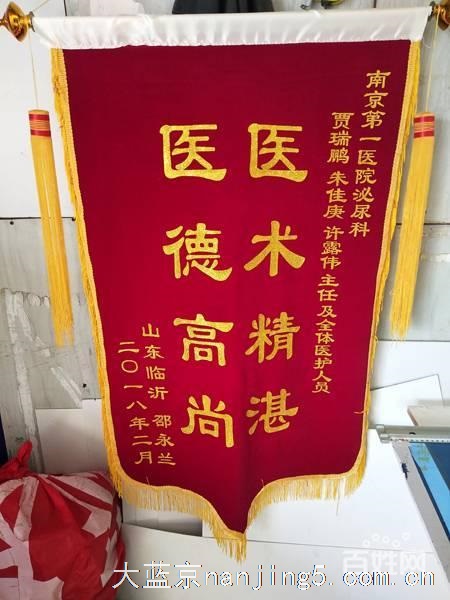 南京第一医院泌尿科
贾瑞鹏 朱佳庚 许露伟主任及全体医护人员
医术精湛
医德高尚
山东临沂 邵永兰
二〇一八年二月
大蓝京nanjing5.com.cn
百姓网